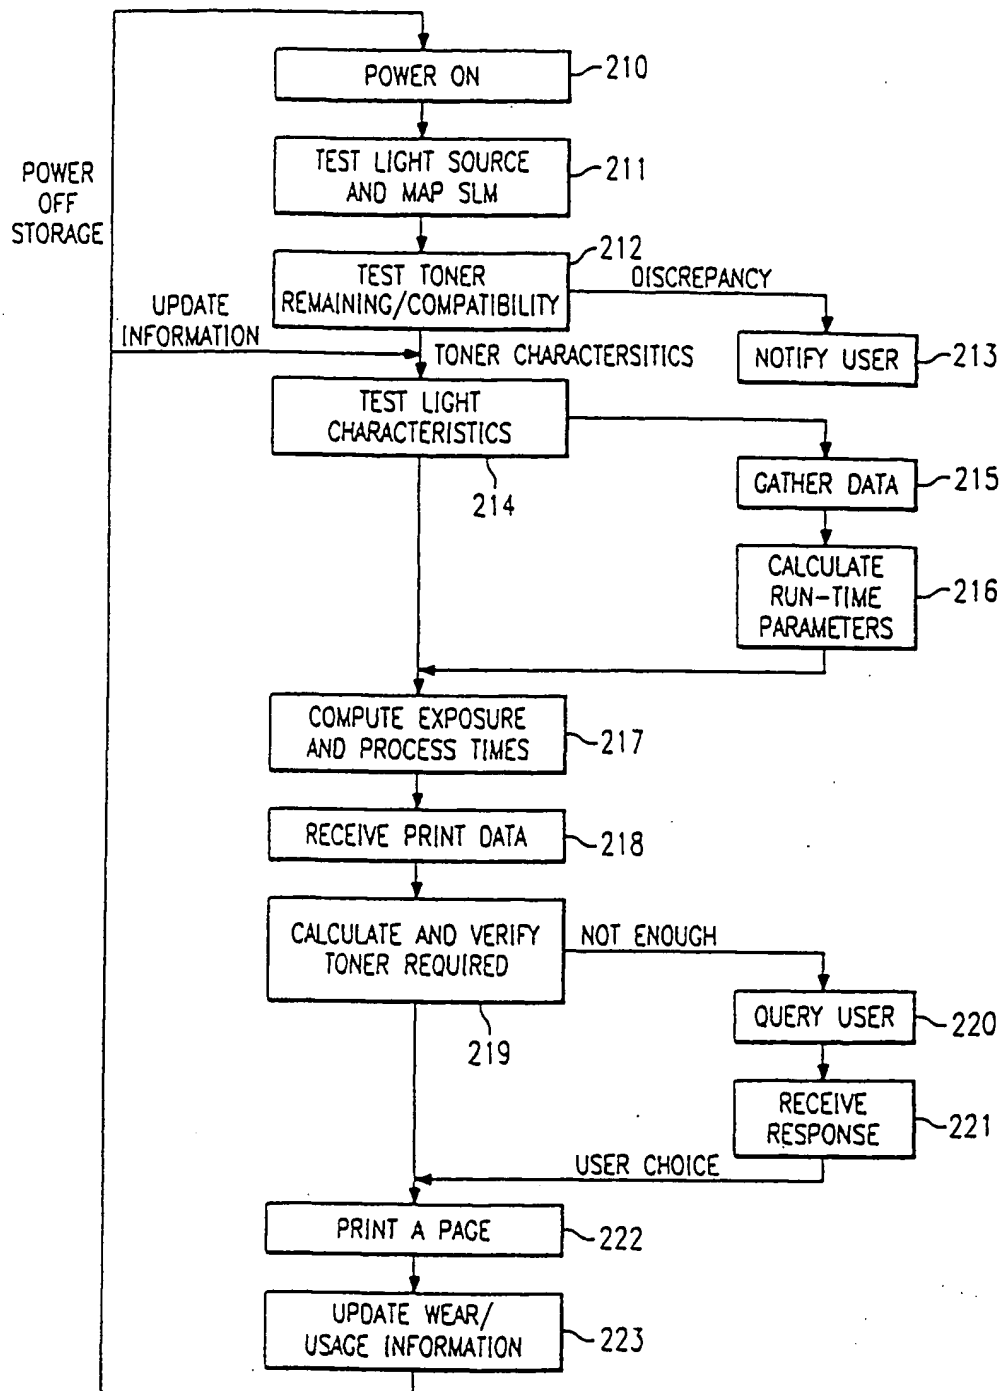 POWER ON
210
TEST LIGHT SOURCE
AND MAP SLM
211
POWER
OFF
STORAGE
212
TEST TONER
REMAINING/COMPATIBILITY
DISCREPANCY
UPDATE
INFORMATION
TONER CHARACTERSITICS
NOTIFY USER
213
TEST LIGHT
CHARACTERISTICS
214
GATHER DATA
215
CALCULATE
RUN-TIME
PARAMETERS
216
COMPUTE EXPOSURE
AND PROCESS TIMES
217
RECEIVE PRINT DATA
218
CALCULATE AND VERIFY
TONER REQUIRED
219
NOT ENOUGH
QUERY USER
220
RECEIVE
RESPONSE
221
USER CHOICE
PRINT A PAGE
222
UPDATE WEAR/
USAGE INFORMATION
223